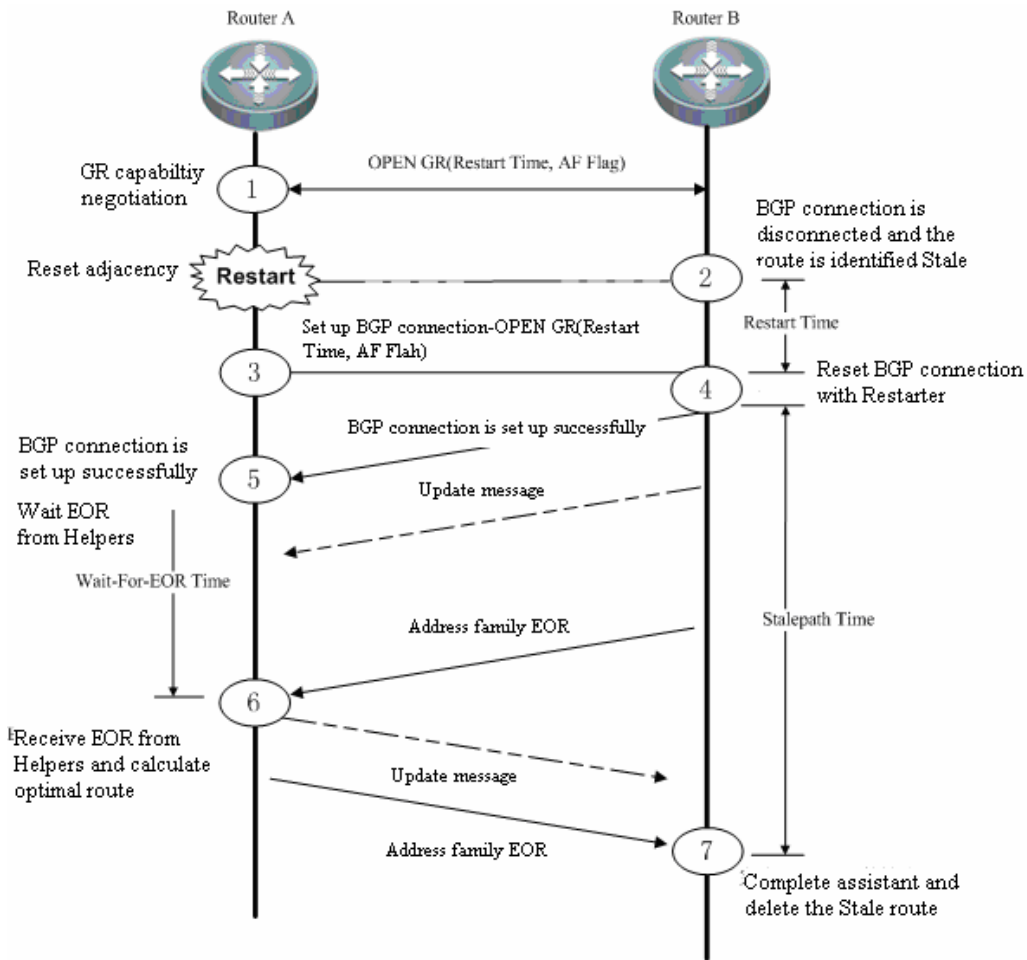 Router A
Router B
OPEN GR(Restart Time, AF Flag)
GR capabiltiy
negotiation
1
BGP connection is
disconnected and the
route is identified Stale
Reset adjacency
Restart
2
Restart Time
Set up BGP connection-OPEN GR(Restart
Time, AF Flah)
3
4
Reset BGP connection
with Restarter
BGP connection is set up successfully
BGP connection is
set up successfully
5
Update message
Wait EOR
from Helpers
Wait-For-EOR Time
Stalepath Time
Address family EOR
6
Receive EOR from
Helpers and calculate
optimal route
Update message
Address family EOR
7
Complete assistant and
delete the Stale route